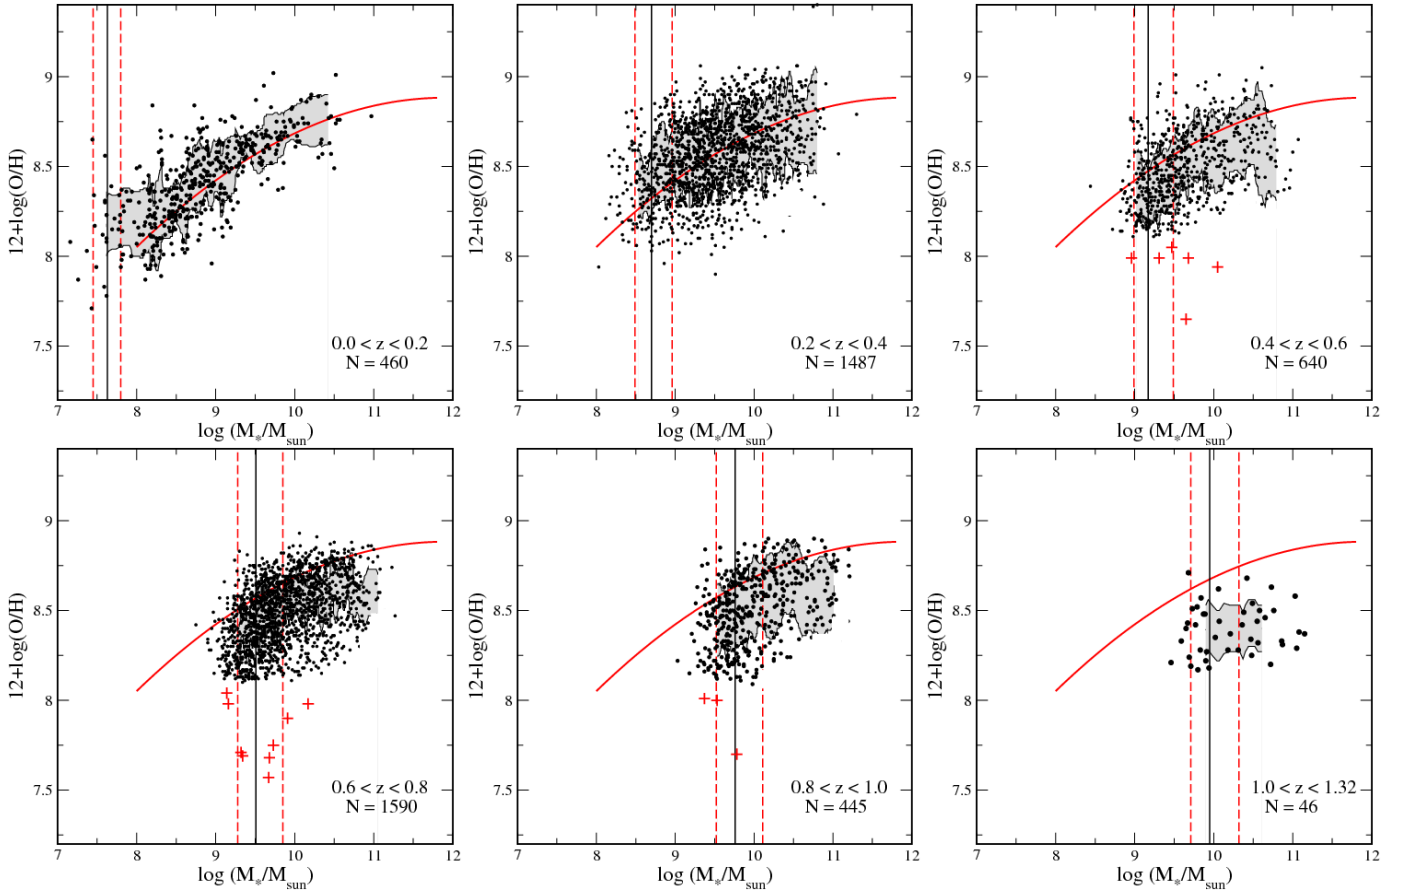 9
8.5
8
7.5
12+log(O/H)
0.0 < z < 0.2
N = 460
7 8 9 10 11 12
log (M*/Msun)
9
8.5
8
7.5
12+log(O/H)
0.2 < z < 0.4
N = 1487
7 8 9 10 11 12
log (M*/Msun)
9
8.5
8
7.5
12+log(O/H)
0.4 < z < 0.6
N = 640
7 8 9 10 11 12
log (M*/Msun)
9
8.5
8
7.5
12+log(O/H)
0.6 < z < 0.8
N = 1590
7 8 9 10 11 12
log (M*/Msun)
9
8.5
8
7.5
12+log(O/H)
0.8 < z < 1.0
N = 445
7 8 9 10 11 12
log (M*/Msun)
9
8.5
8
7.5
12+log(O/H)
1.0 < z < 1.32
N = 46
7 8 9 10 11 12
log (M*/Msun)